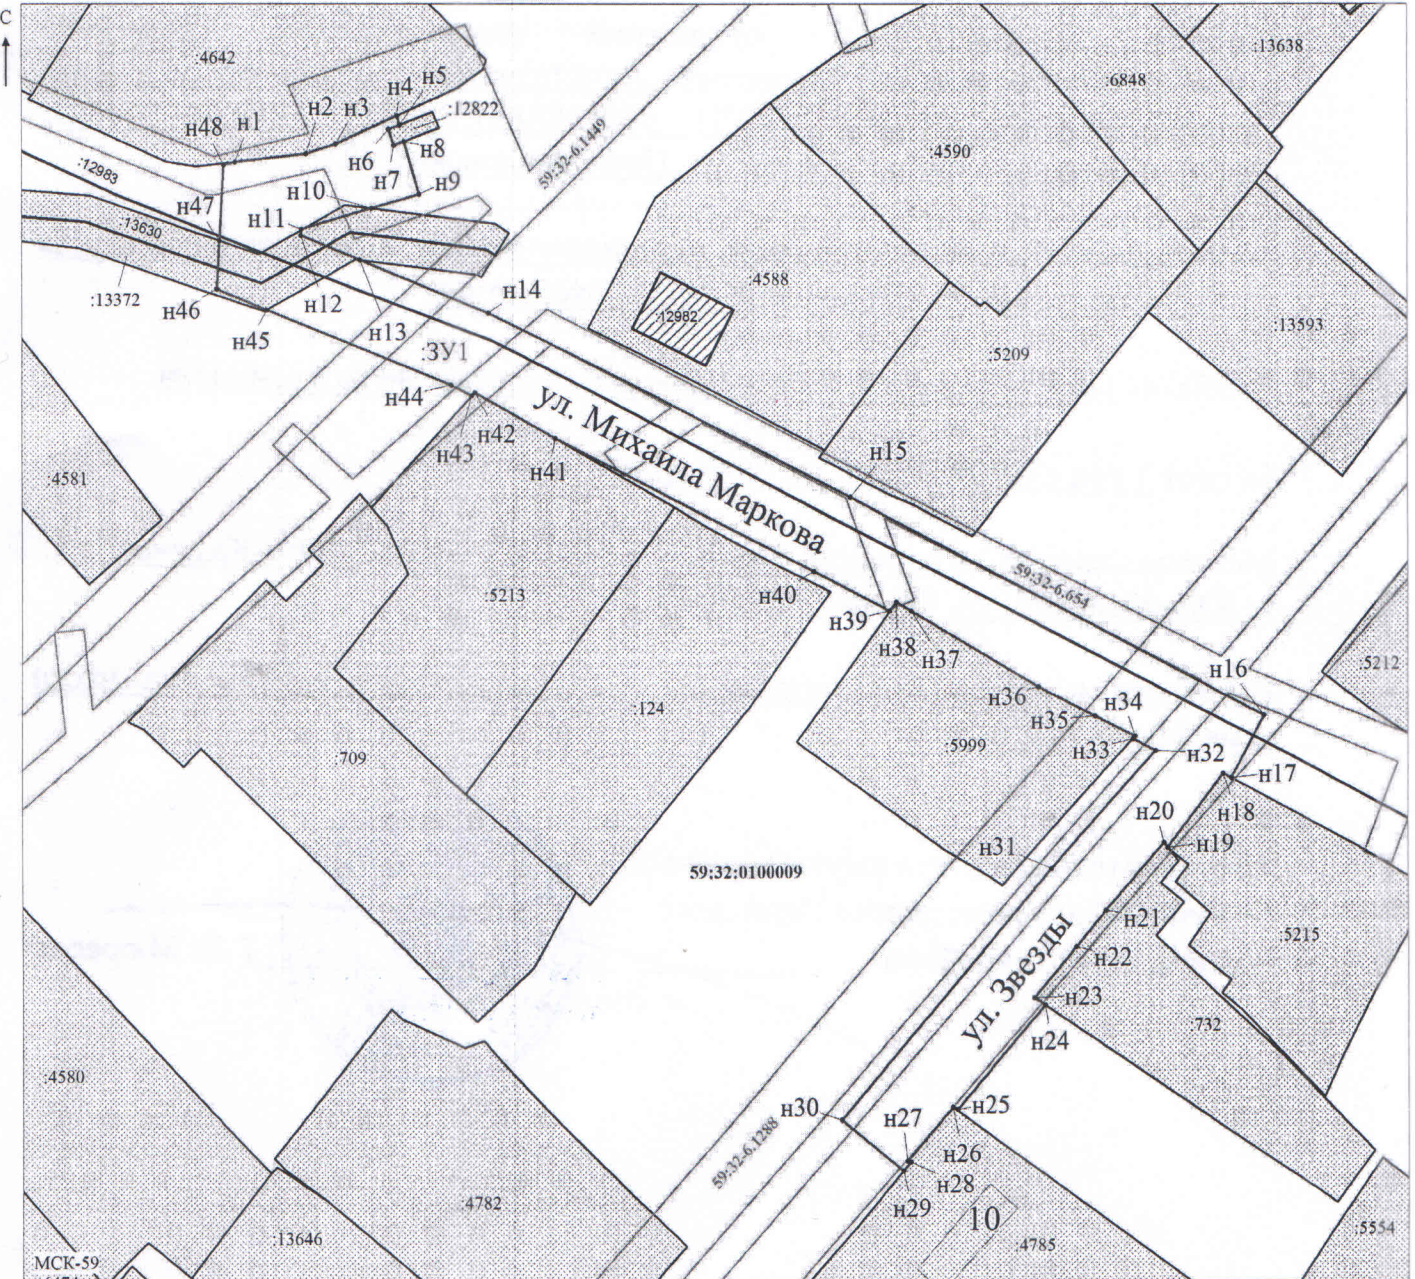 С
:4642
:13638
:6848
н4
н5
:12822
н2
н3
н48
н1
59:32-6.1449
:4590
н6
н8
н7
н9
:12983
н10
н47
н11
:13630
:13372
н46
н45
н12
н13
н14
:4588
:12982
:13593
:5209
:ЗУ1
н44
н43
н42
н41
ул. Михаила Маркова
н15
:4581
:5213
н40
н39
н38
н37
59:32-6.654
:124
:709
н36
н35
н34
н33
н32
н16
:5212
:5999
н17
н18
н20
н19
н31
59:32:0100009
н21
н22
н23
н24
ул. Звезды
:5215
:732
:4580
н30
59:32-6.1288
н27
н25
н26
н28
н29
10
:4785
:4782
:13646
:5554
МСК-59